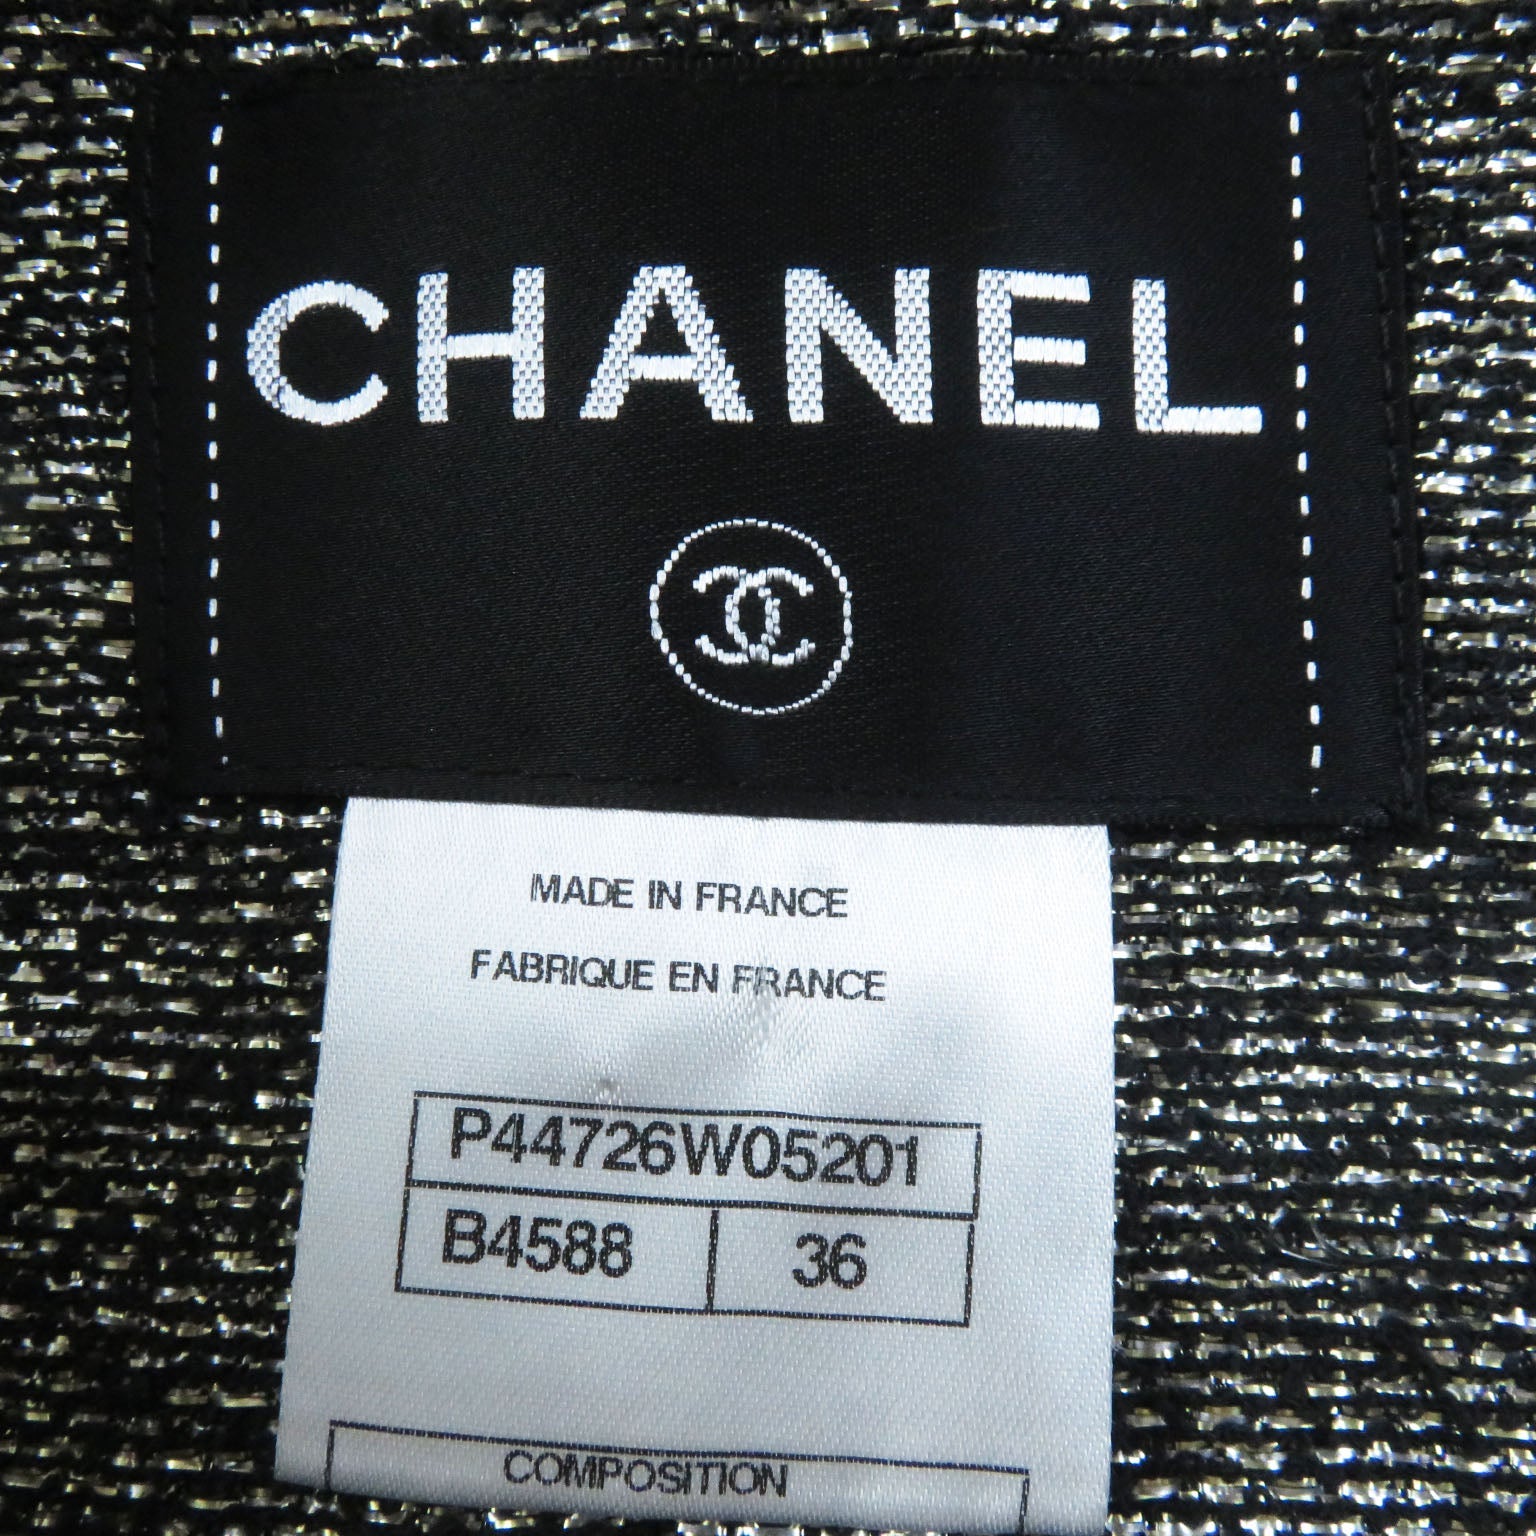 CHANEL
MADE IN FRANCE
FABRIQUE EN FRANCE
P44726W05201
B4588 36
COMPOSITION